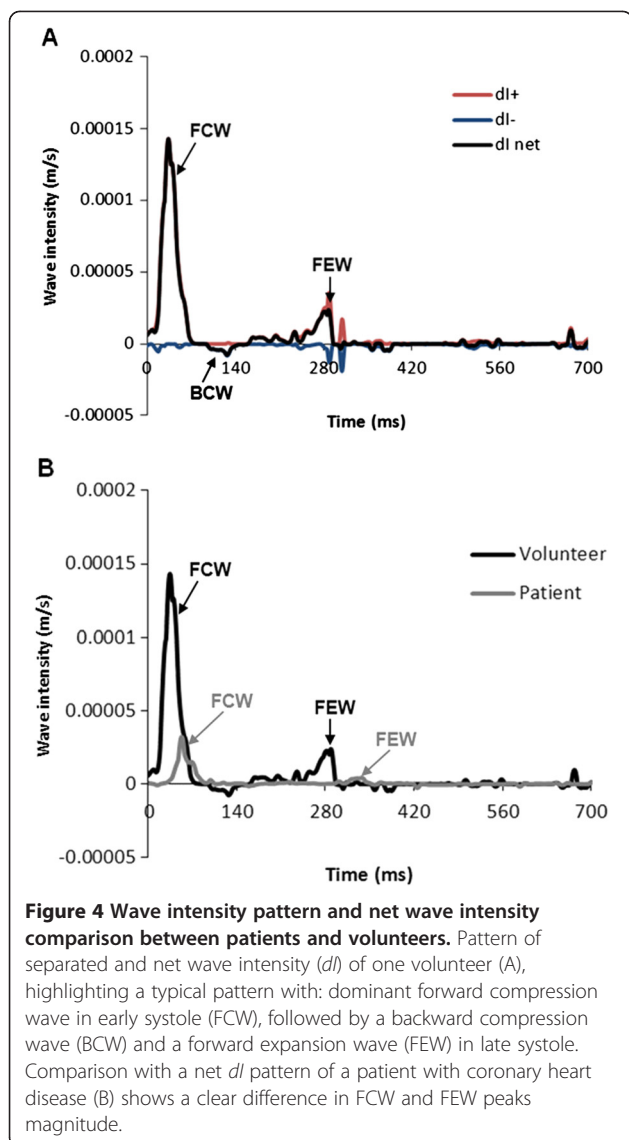 A
0.0002
0.00015
0.0001
0.00005
0
-0.00005
Wave intensity (m/s)
FCW
BCW
FEW
dI+
dI-
dI net
0 140 280 420 560 700
Time (ms)
B
0.0002
0.00015
0.0001
0.00005
0
-0.00005
Wave intensity (m/s)
FCW
FCW
FEW
FEW
Volunteer
Patient
0 140 280 420 560 700
Time (ms)
Figure 4 Wave intensity pattern and net wave intensity
comparison between patients and volunteers. Pattern of
separated and net wave intensity (dI) of one volunteer (A),
highlighting a typical pattern with: dominant forward compression
wave in early systole (FCW), followed by a backward compression
wave (BCW) and a forward expansion wave (FEW) in late systole.
Comparison with a net dI pattern of a patient with coronary heart
disease (B) shows a clear difference in FCW and FEW peaks
magnitude.